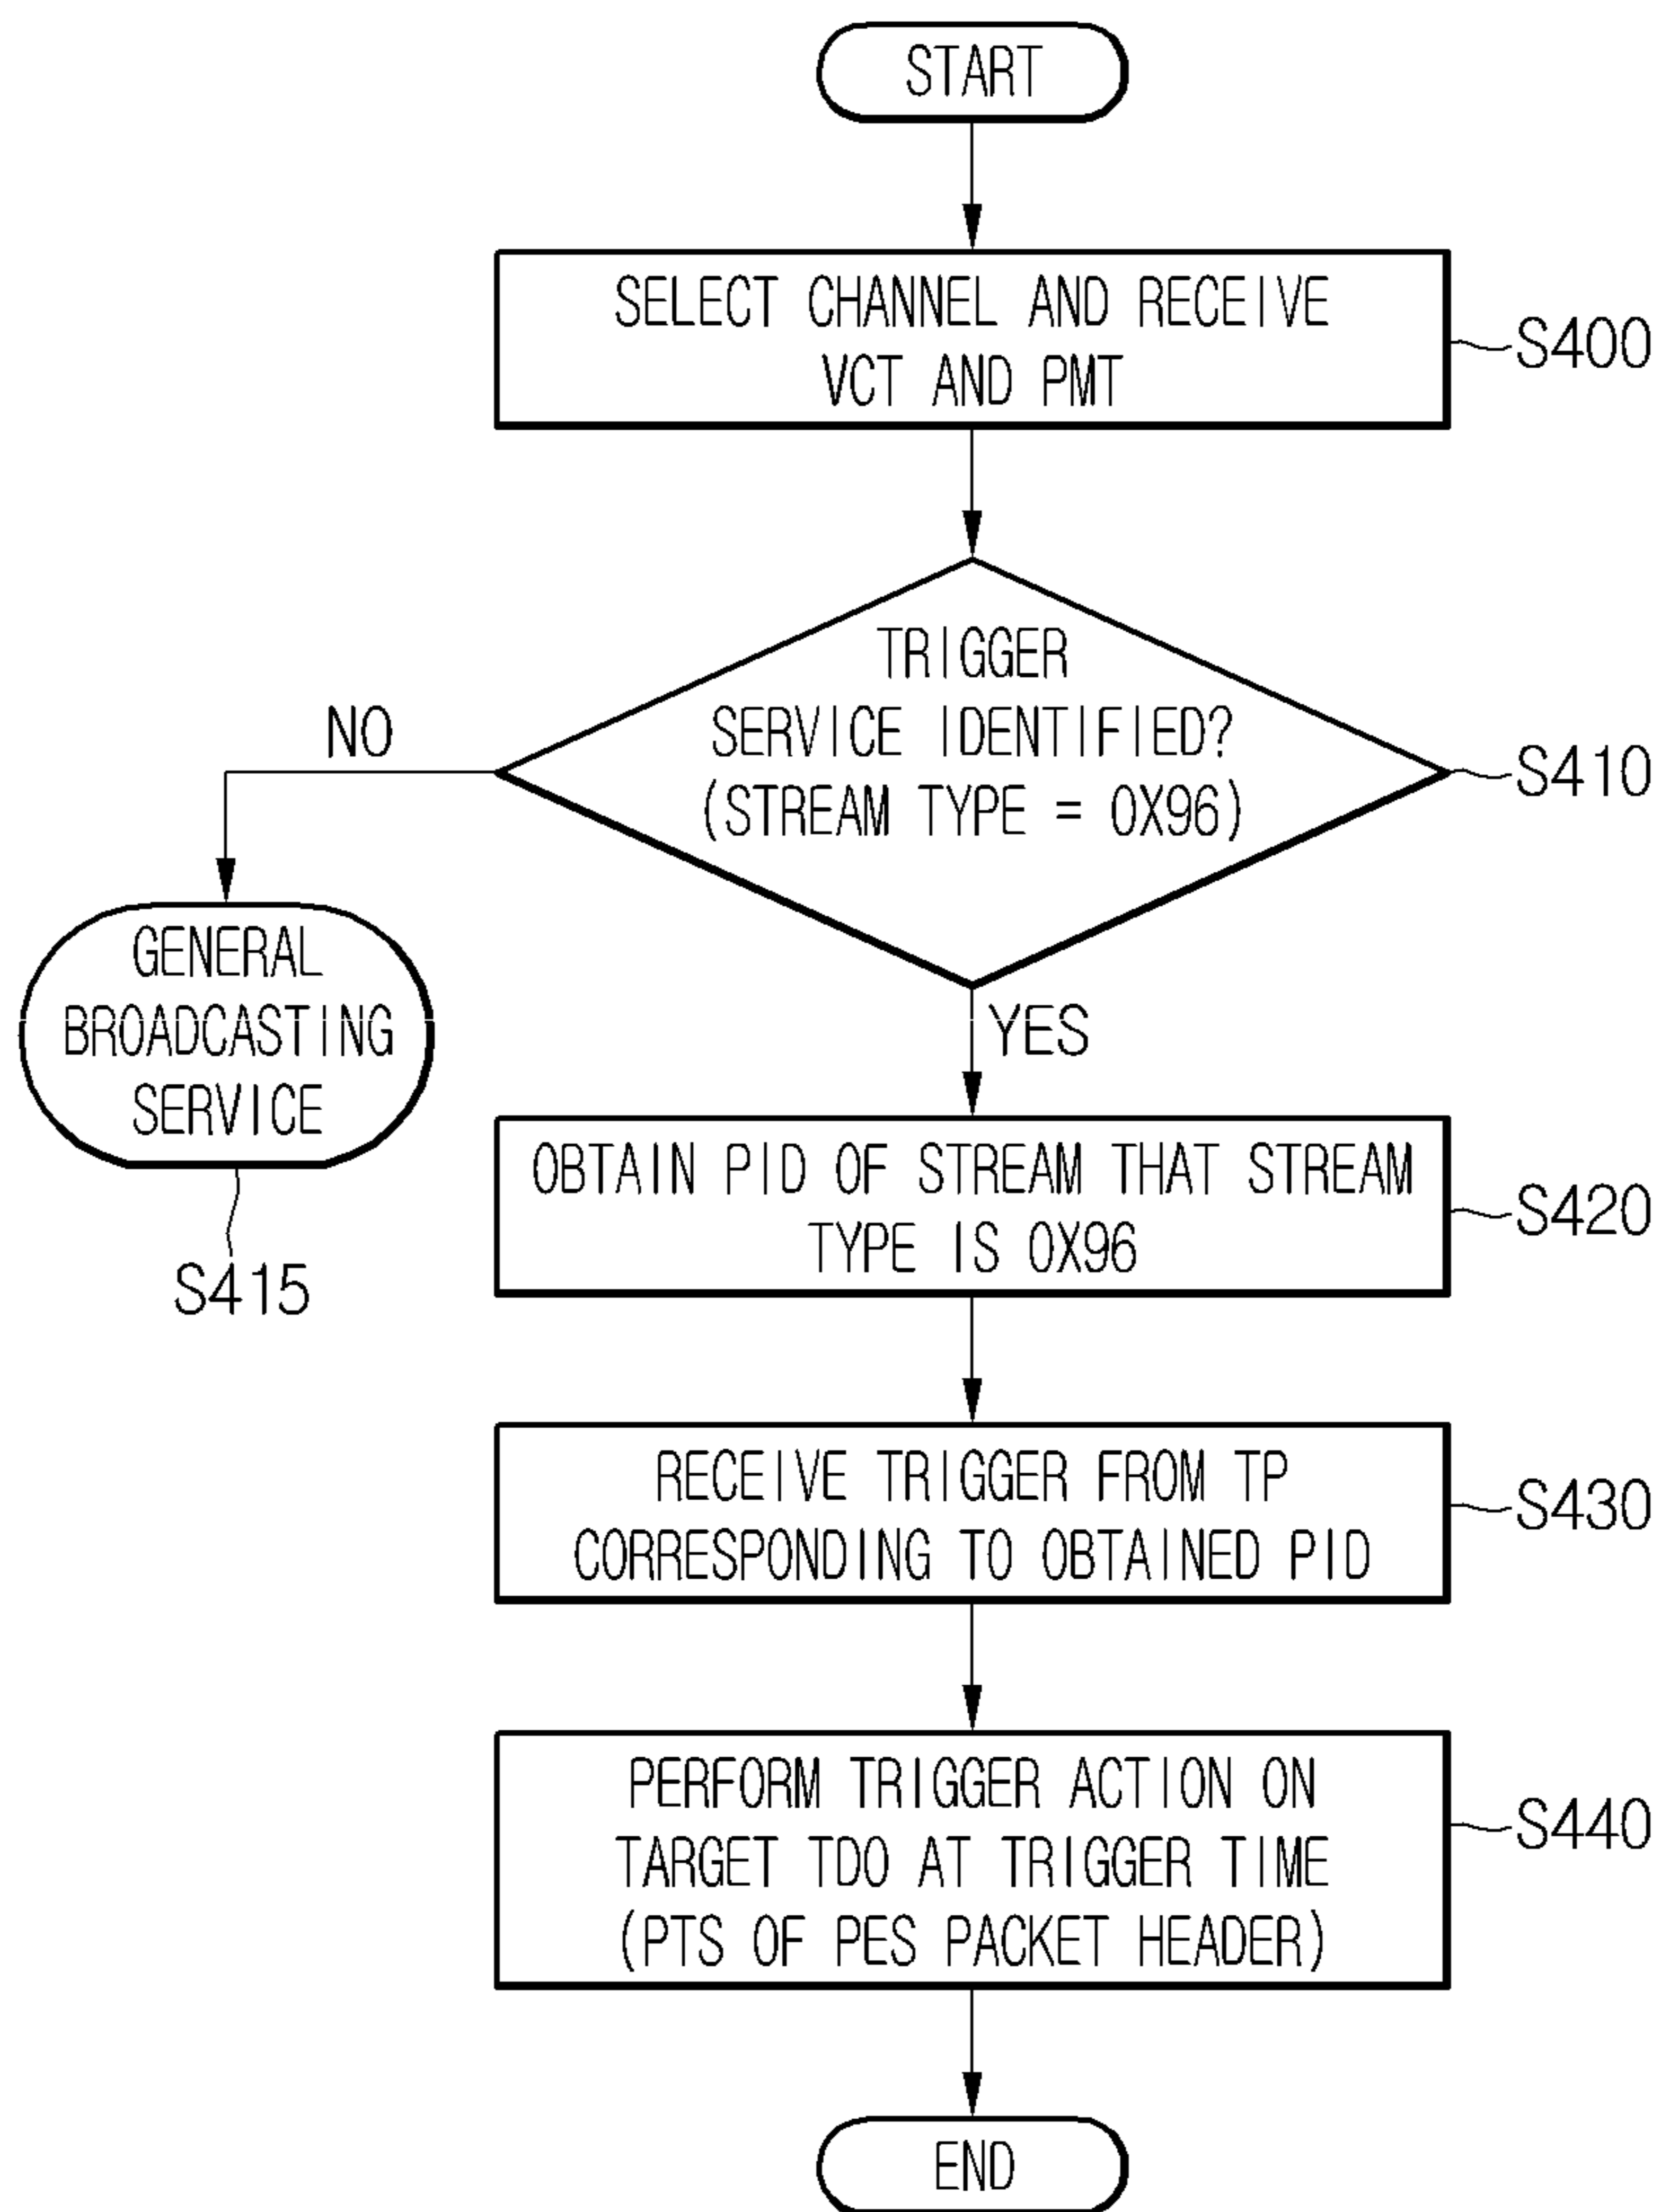 START
SELECT CHANNEL AND RECEIVE
VCT AND PMT
S400
TRIGGER
SERVICE IDENTIFIED?
(STREAM TYPE = 0X96)
S410
NO
GENERAL
BROADCASTING
SERVICE
S415
YES
OBTAIN PID OF STREAM THAT STREAM
TYPE IS 0X96
S420
RECEIVE TRIGGER FROM TP
CORRESPONDING TO OBTAINED PID
S430
PERFORM TRIGGER ACTION ON
TARGET TDO AT TRIGGER TIME
(PTS OF PES PACKET HEADER)
S440
END